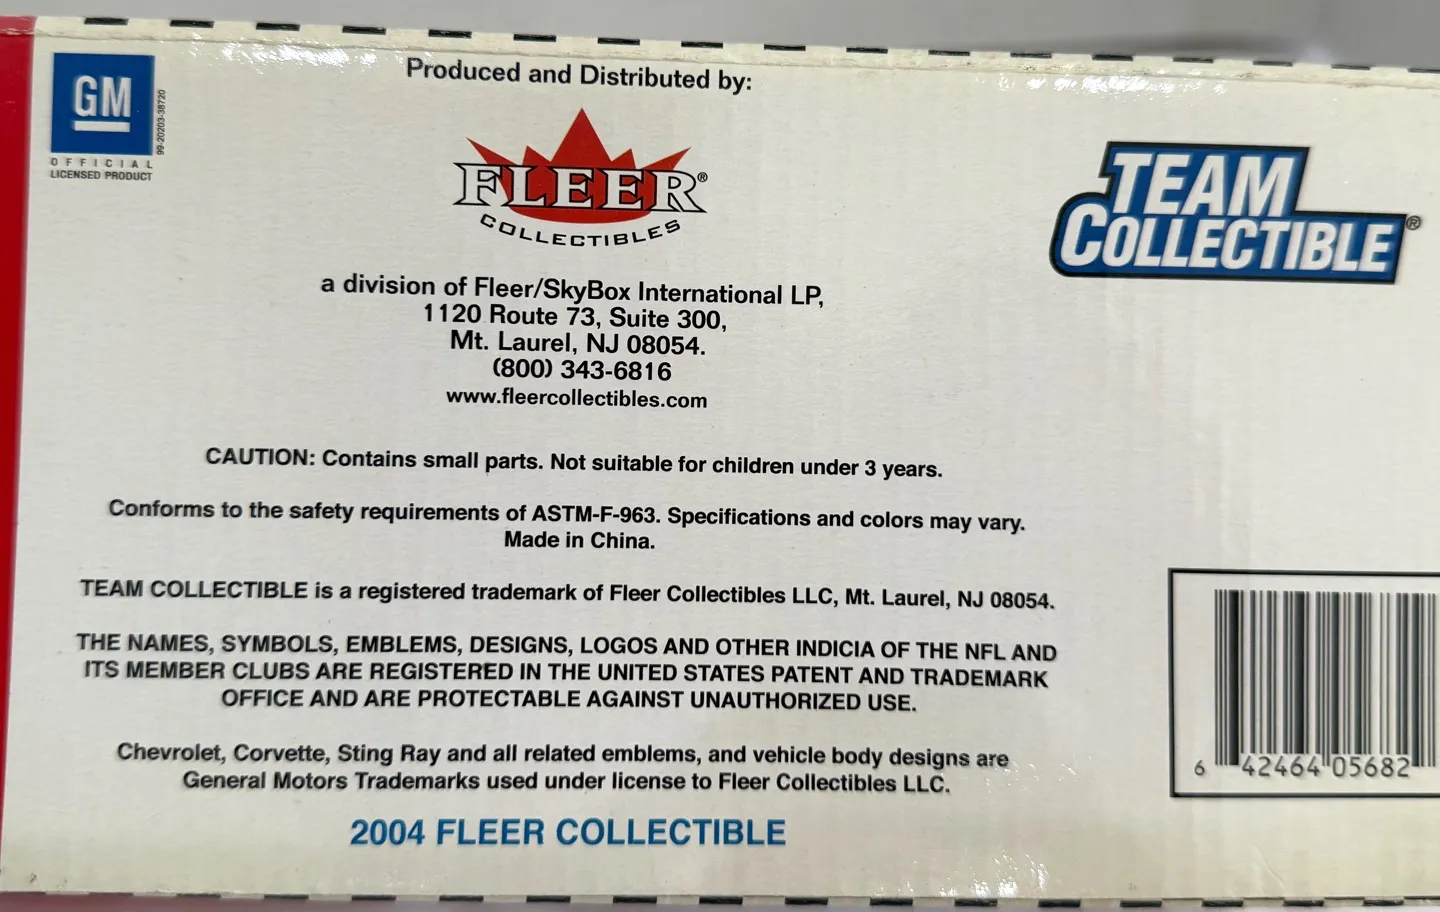 GM
99-20203-38720
OFFICIAL
LICENSED PRODUCT
Produced and Distributed by:
FLEER®
COLLECTIBLES
a division of Fleer/SkyBox International LP,
1120 Route 73, Suite 300,
Mt. Laurel, NJ 08054.
(800) 343-6816
www.fleercollectibles.com
TEAM
COLLECTIBLE®
CAUTION: Contains small parts. Not suitable for children under 3 years.
Conforms to the safety requirements of ASTM-F-963. Specifications and colors may vary.
Made in China.
TEAM COLLECTIBLE is a registered trademark of Fleer Collectibles LLC, Mt. Laurel, NJ 08054.
THE NAMES, SYMBOLS, EMBLEMS, DESIGNS, LOGOS AND OTHER INDICIA OF THE NFL AND
ITS MEMBER CLUBS ARE REGISTERED IN THE UNITED STATES PATENT AND TRADEMARK
OFFICE AND ARE PROTECTABLE AGAINST UNAUTHORIZED USE.
Chevrolet, Corvette, Sting Ray and all related emblems, and vehicle body designs are
General Motors Trademarks used under license to Fleer Collectibles LLC.
2004 FLEER COLLECTIBLE
6 42464 05682